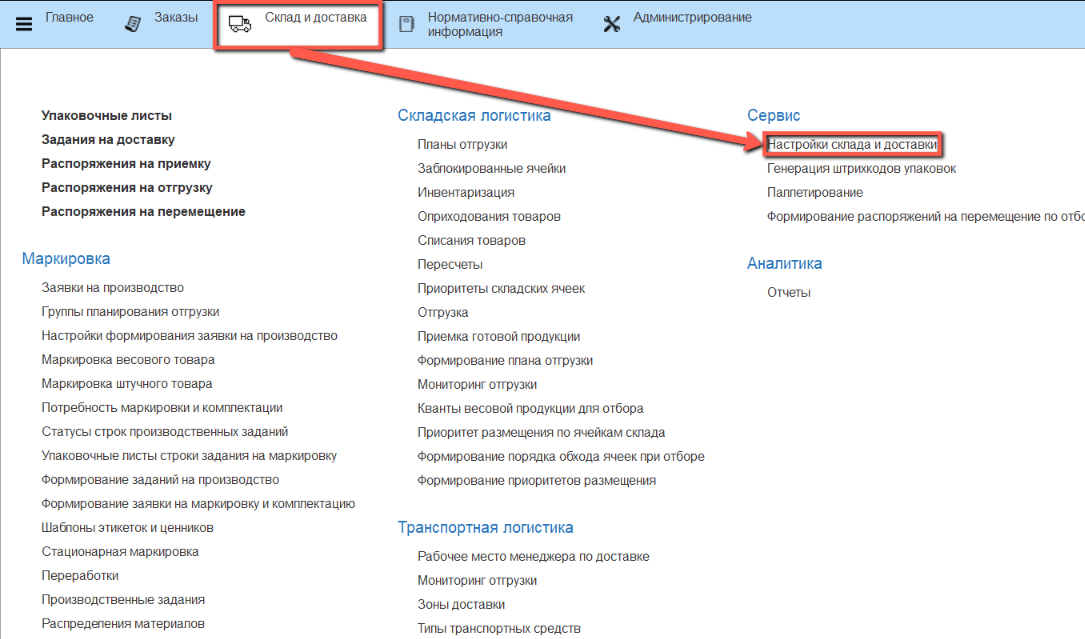 Главное
Заказы
Склад и доставка
Нормативно-справочная
информация
Администрирование
Упаковочные листы
Задания на доставку
Распоряжения на приемку
Распоряжения на отгрузку
Распоряжения на перемещение
Маркировка
Заявки на производство
Группы планирования отгрузки
Настройки формирования заявки на производство
Маркировка весового товара
Маркировка штучного товара
Потребность маркировки и комплектации
Статусы строк производственных заданий
Упаковочные листы строки задания на маркировку
Формирование заданий на производство
Формирование заявки на маркировку и комплектацию
Шаблоны этикеток и ценников
Стационарная маркировка
Переработки
Производственные задания
Распределения материалов
Складская логистика
Планы отгрузки
Заблокированные ячейки
Инвентаризация
Оприходования товаров
Списания товаров
Пересчеты
Приоритеты складских ячеек
Отгрузка
Приемка готовой продукции
Формирование плана отгрузки
Мониторинг отгрузки
Кванты весовой продукции для отбора
Приоритет размещения по ячейкам склада
Формирование порядка обхода ячеек при отборе
Формирование приоритетов размещения
Транспортная логистика
Рабочее место менеджера по доставке
Мониторинг отгрузки
Зоны доставки
Типы транспортных средств
Сервис
Настройки склада и доставки
Генерация штрихкодов упаковок
Паллетирование
Формирование распоряжений на перемещение по отбо
Аналитика
Отчеты